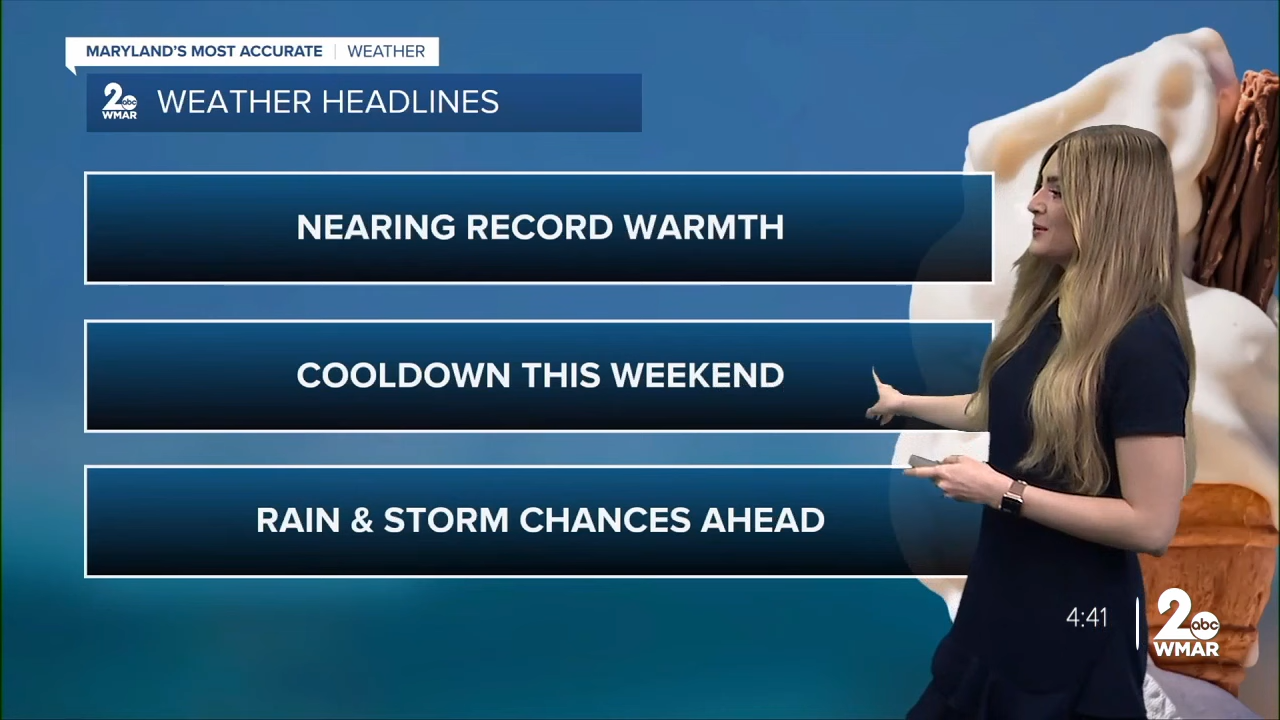 MARYLAND'S MOST ACCURATE | WEATHER
2 abc WMAR WEATHER HEADLINES
NEARING RECORD WARMTH
COOLDOWN THIS WEEKEND
RAIN & STORM CHANCES AHEAD
4:41
2 abc
WMAR